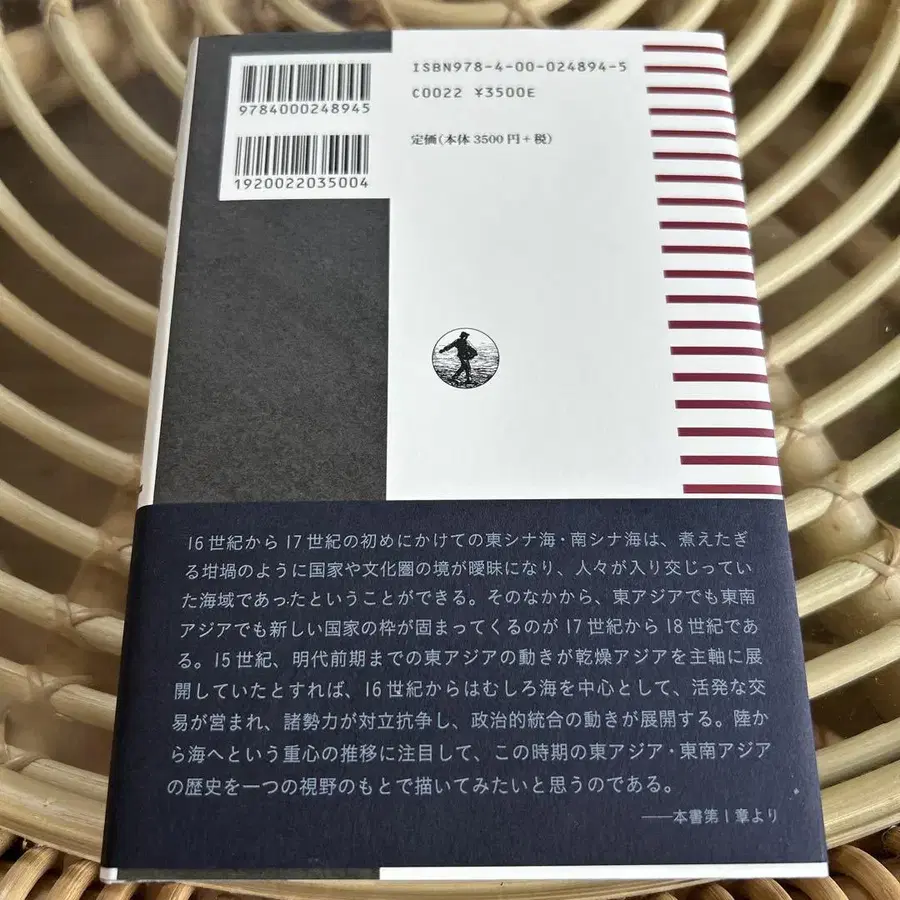 ISBN978-4-00-024894-5
C0022 ¥3500E
定価(本体3500円+税)
9784000248945
1920022035004
16世紀から17世紀の初めにかけての東シナ海・南シナ海は、煮えたぎ
る坩堝のように国家や文化圏の境が曖昧になり、人々が入り交じってい
た海域であったということができる。そのなかから、東アジアでも東南
アジアでも新しい国家の枠が固まってくるのが17世紀から18世紀であ
る。15世紀、明代前期までの東アジアの動きが乾燥アジアを主軸に展
開していたとすれば、16世紀からはむしろ海を中心として、活発な交
易が営まれ、諸勢力が対立抗争し、政治的統合の動きが展開する。陸
から海へという重心の推移に注目して、この時期の東アジア・東南アジア
の歴史を一つの視野のもとで描いてみたいと思うのである。
——本書第1章より